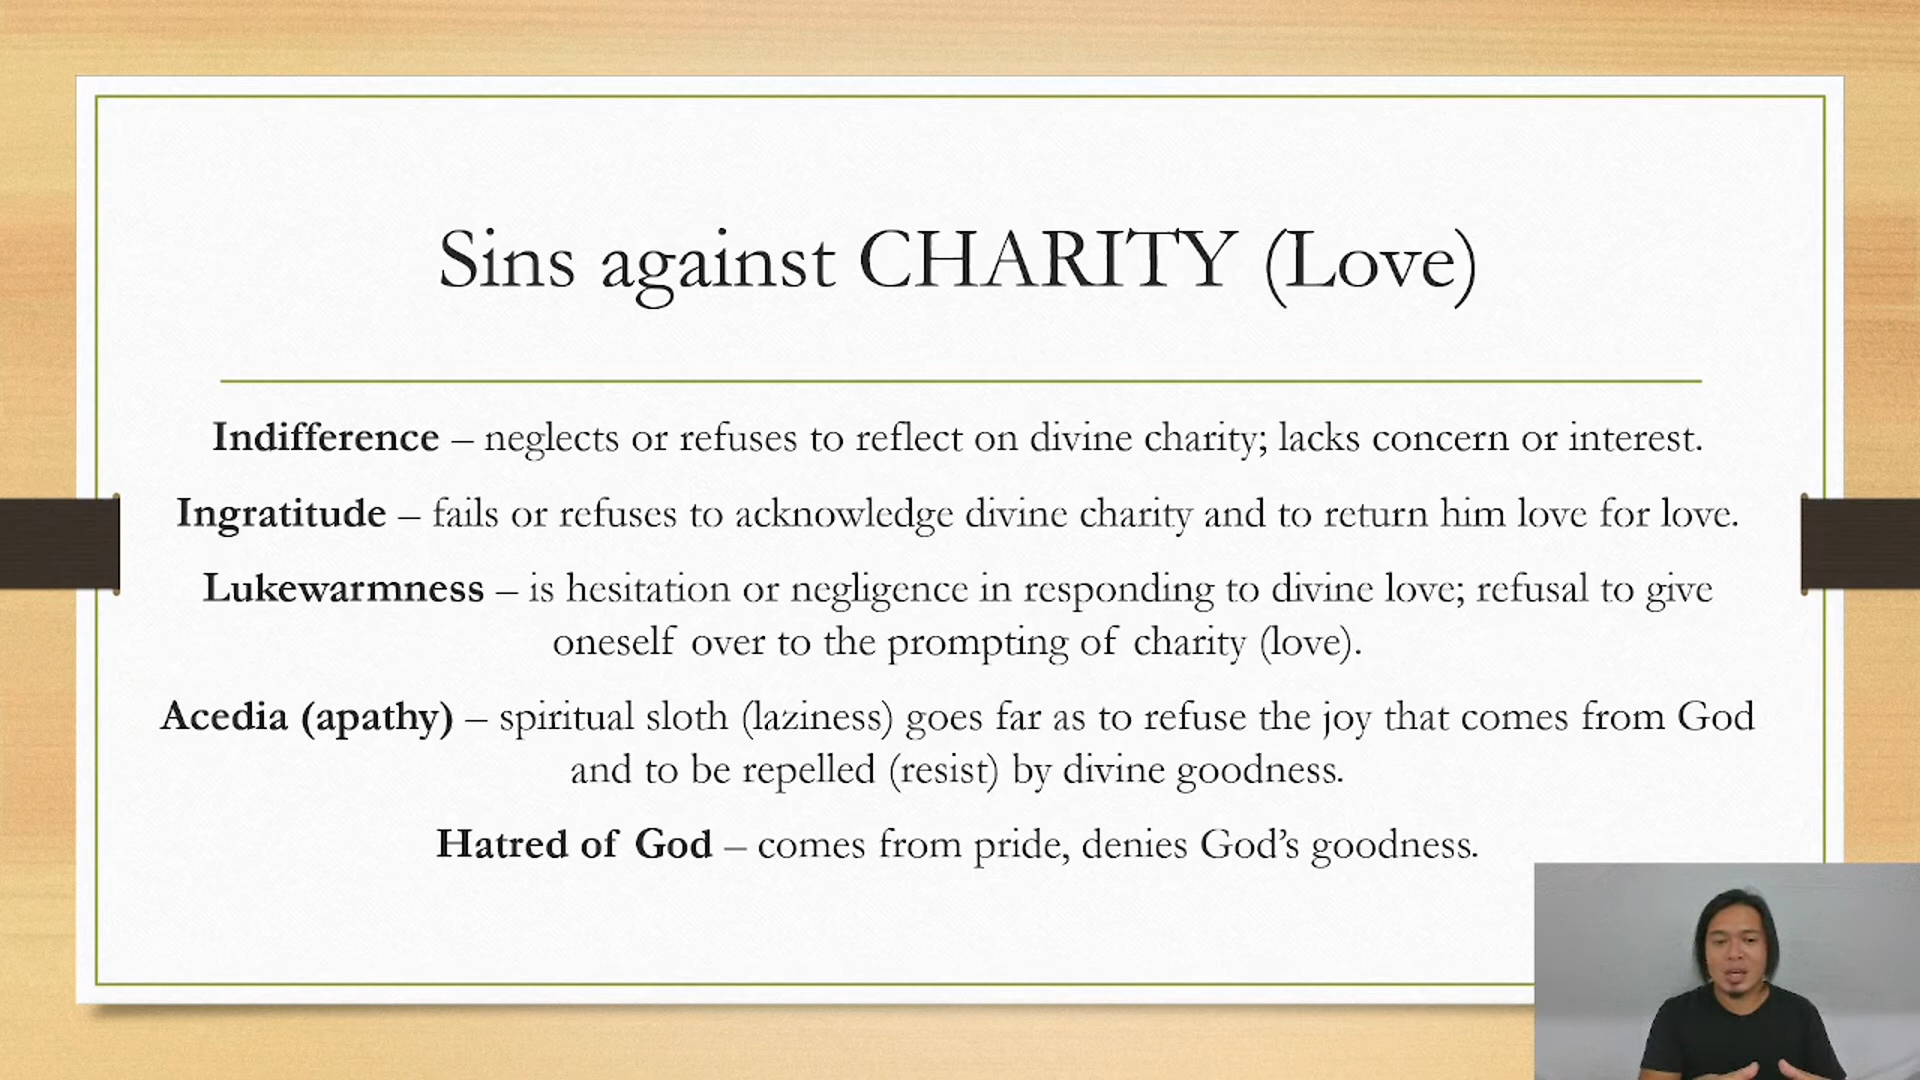 Sins against CHARITY (Love)
Indifference – neglects or refuses to reflect on divine charity; lacks concern or interest.
Ingratitude – fails or refuses to acknowledge divine charity and to return him love for love.
Lukewarmness – is hesitation or negligence in responding to divine love; refusal to give
oneself over to the prompting of charity (love).
Acedia (apathy) – spiritual sloth (laziness) goes far as to refuse the joy that comes from God
and to be repelled (resist) by divine goodness.
Hatred of God – comes from pride, denies God’s goodness.